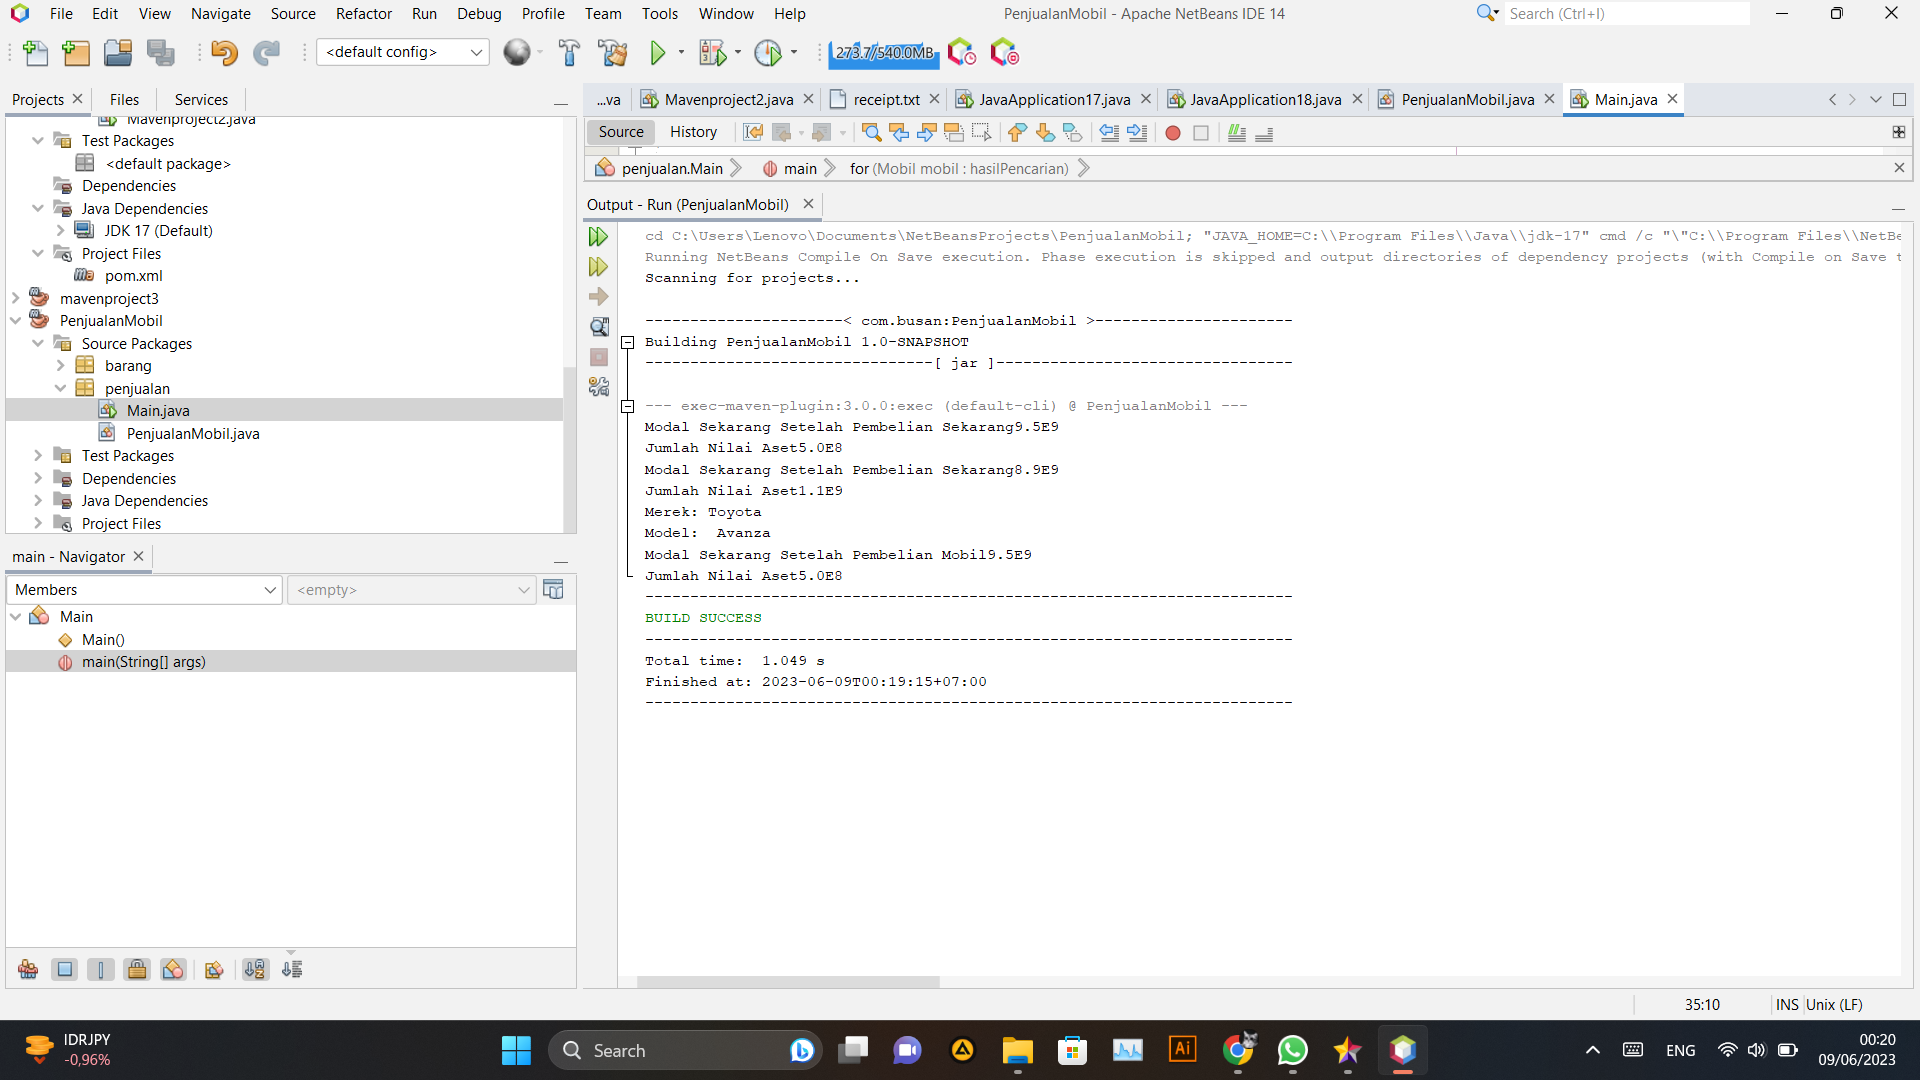 File Edit View Navigate Source Refactor Run Debug Profile Team Tools Window Help
PenjualanMobil - Apache NetBeans IDE 14
Search (Ctrl+I)
<default config>
273.7/540.0MB
Projects Files Services
...va Mavenproject2.java receipt.txt JavaApplication17.java JavaApplication18.java PenjualanMobil.java Main.java
Source History
penjualan.Main main for (Mobil mobil : hasilPencarian)
Mavenproject2.java
Test Packages
<default package>
Dependencies
Java Dependencies
JDK 17 (Default)
Project Files
pom.xml
mavenproject3
PenjualanMobil
Source Packages
barang
penjualan
Main.java
PenjualanMobil.java
Test Packages
Dependencies
Java Dependencies
Project Files
main - Navigator
Members
<empty>
Main
Main()
main(String[] args)
Output - Run (PenjualanMobil)
cd C:\Users\Lenovo\Documents\NetBeansProjects\PenjualanMobil; "JAVA_HOME=C:\\Program Files\\Java\\jdk-17" cmd /c "\"C:\\Program Files\\NetBe
Running NetBeans Compile On Save execution. Phase execution is skipped and output directories of dependency projects (with Compile on Save t
Scanning for projects...
----------------------< com.busan:PenjualanMobil >----------------------
Building PenjualanMobil 1.0-SNAPSHOT
--------------------------------[ jar ]---------------------------------
--- exec-maven-plugin:3.0.0:exec (default-cli) @ PenjualanMobil ---
Modal Sekarang Setelah Pembelian Sekarang9.5E9
Jumlah Nilai Aset5.0E8
Modal Sekarang Setelah Pembelian Sekarang8.9E9
Jumlah Nilai Aset1.1E9
Merek: Toyota
Model:  Avanza
Modal Sekarang Setelah Pembelian Mobil9.5E9
Jumlah Nilai Aset5.0E8
------------------------------------------------------------------------
BUILD SUCCESS
------------------------------------------------------------------------
Total time:  1.049 s
Finished at: 2023-06-09T00:19:15+07:00
------------------------------------------------------------------------
35:10 INS Unix (LF)
IDRJPY
-0,96%
Search
Ai
ENG
00:20
09/06/2023